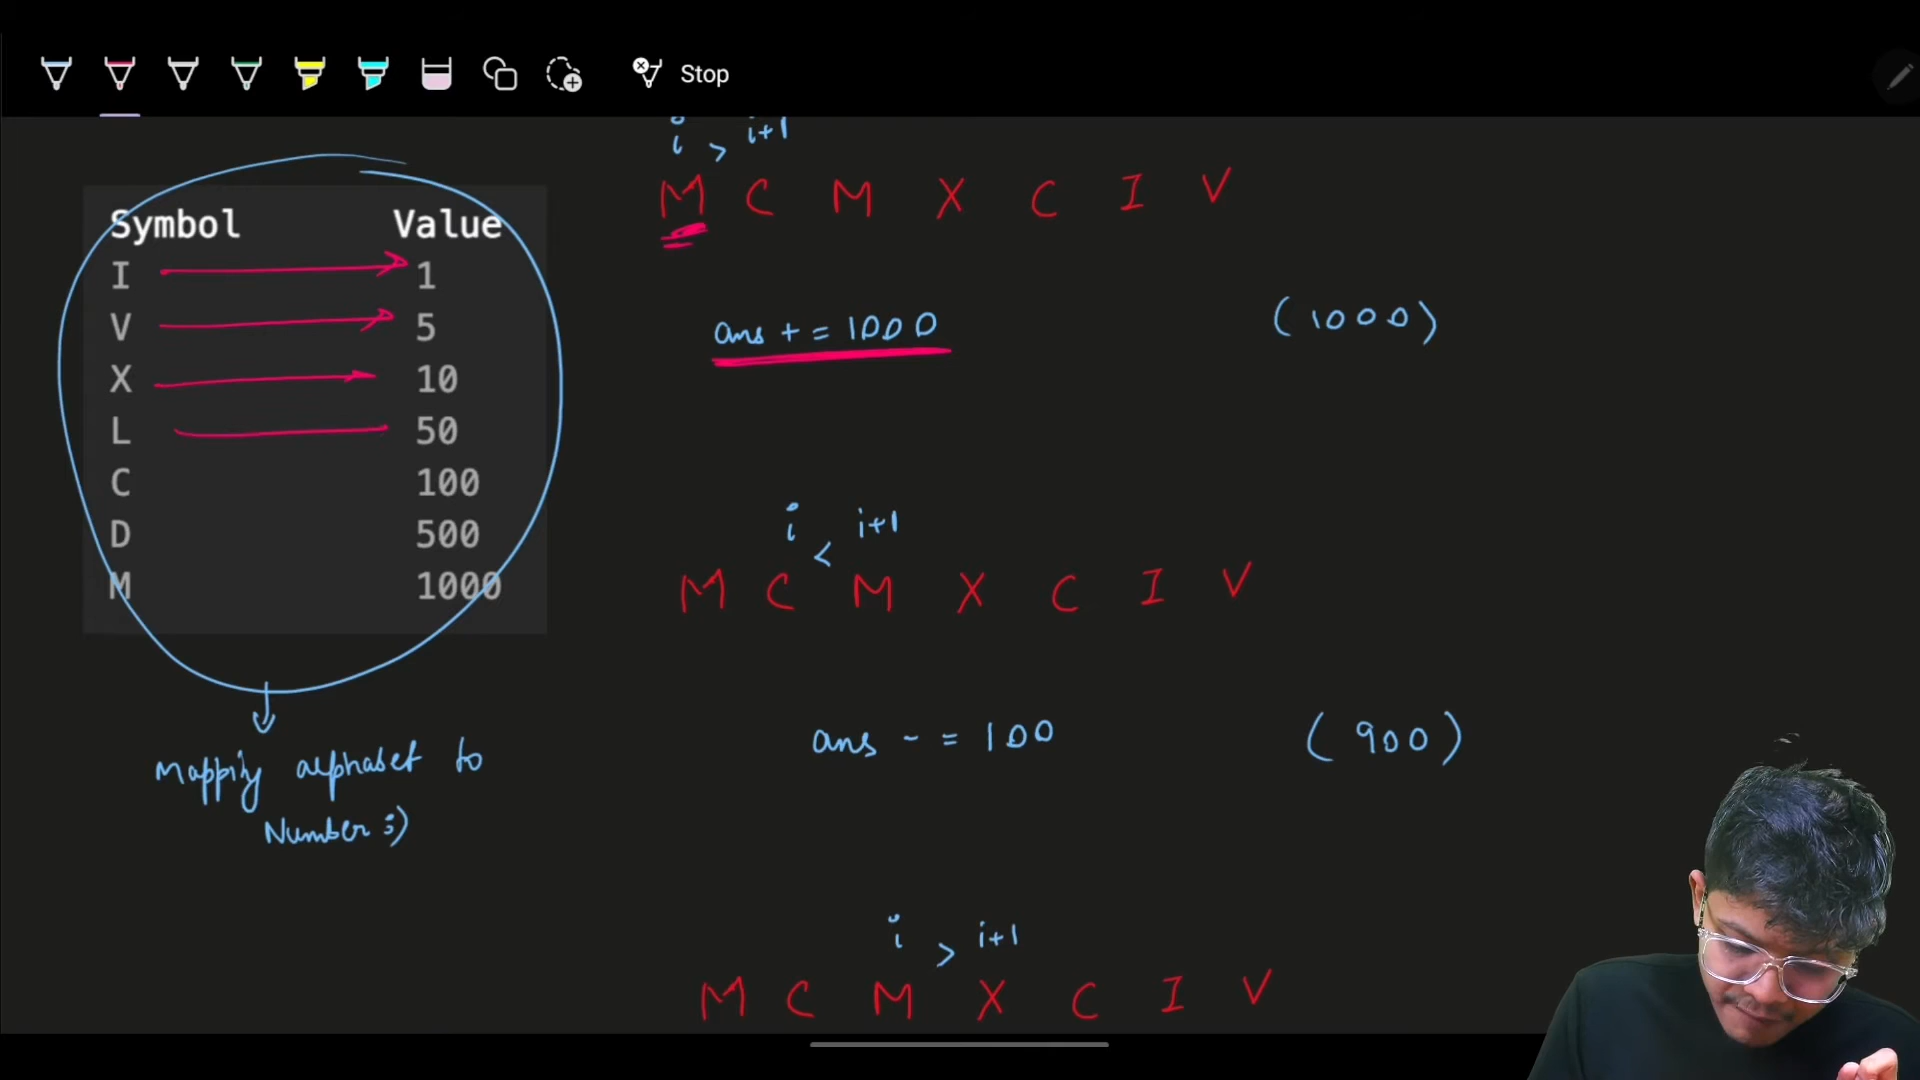 Stop
Symbol Value
I 1
V 5
X 10
L 50
C 100
D 500
M 1000
Mapping alphabet to
Number :)
i > i+1
M C M X C I V
ans + = 1000 (1000)
i < i+1
M C M X C I V
ans - = 100 (900)
i > i+1
M C M X C I V